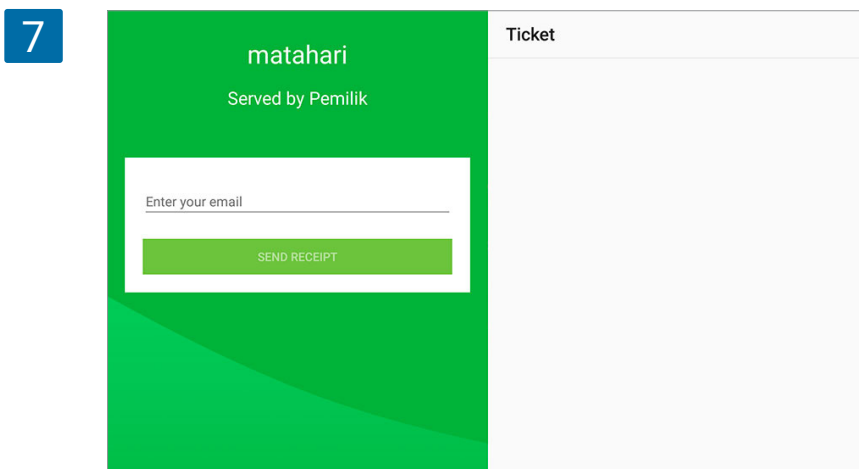 7
matahari
Served by Pemilik
Enter your email
SEND RECEIPT
Ticket